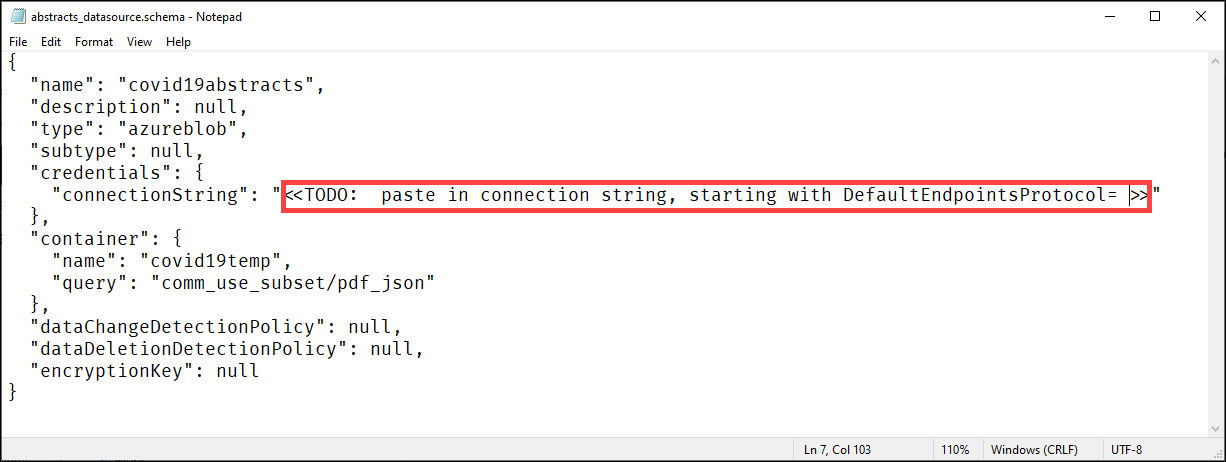 abstracts_datasource.schema - Notepad
File Edit Format View Help
{
  "name": "covid19abstracts",
  "description": null,
  "type": "azureblob",
  "subtype": null,
  "credentials": {
    "connectionString": "<<TODO:  paste in connection string, starting with DefaultEndpointsProtocol= >>"
  },
  "container": {
    "name": "covid19temp",
    "query": "comm_use_subset/pdf_json"
  },
  "dataChangeDetectionPolicy": null,
  "dataDeletionDetectionPolicy": null,
  "encryptionKey": null
}
Ln 7, Col 103 110% Windows (CRLF) UTF-8